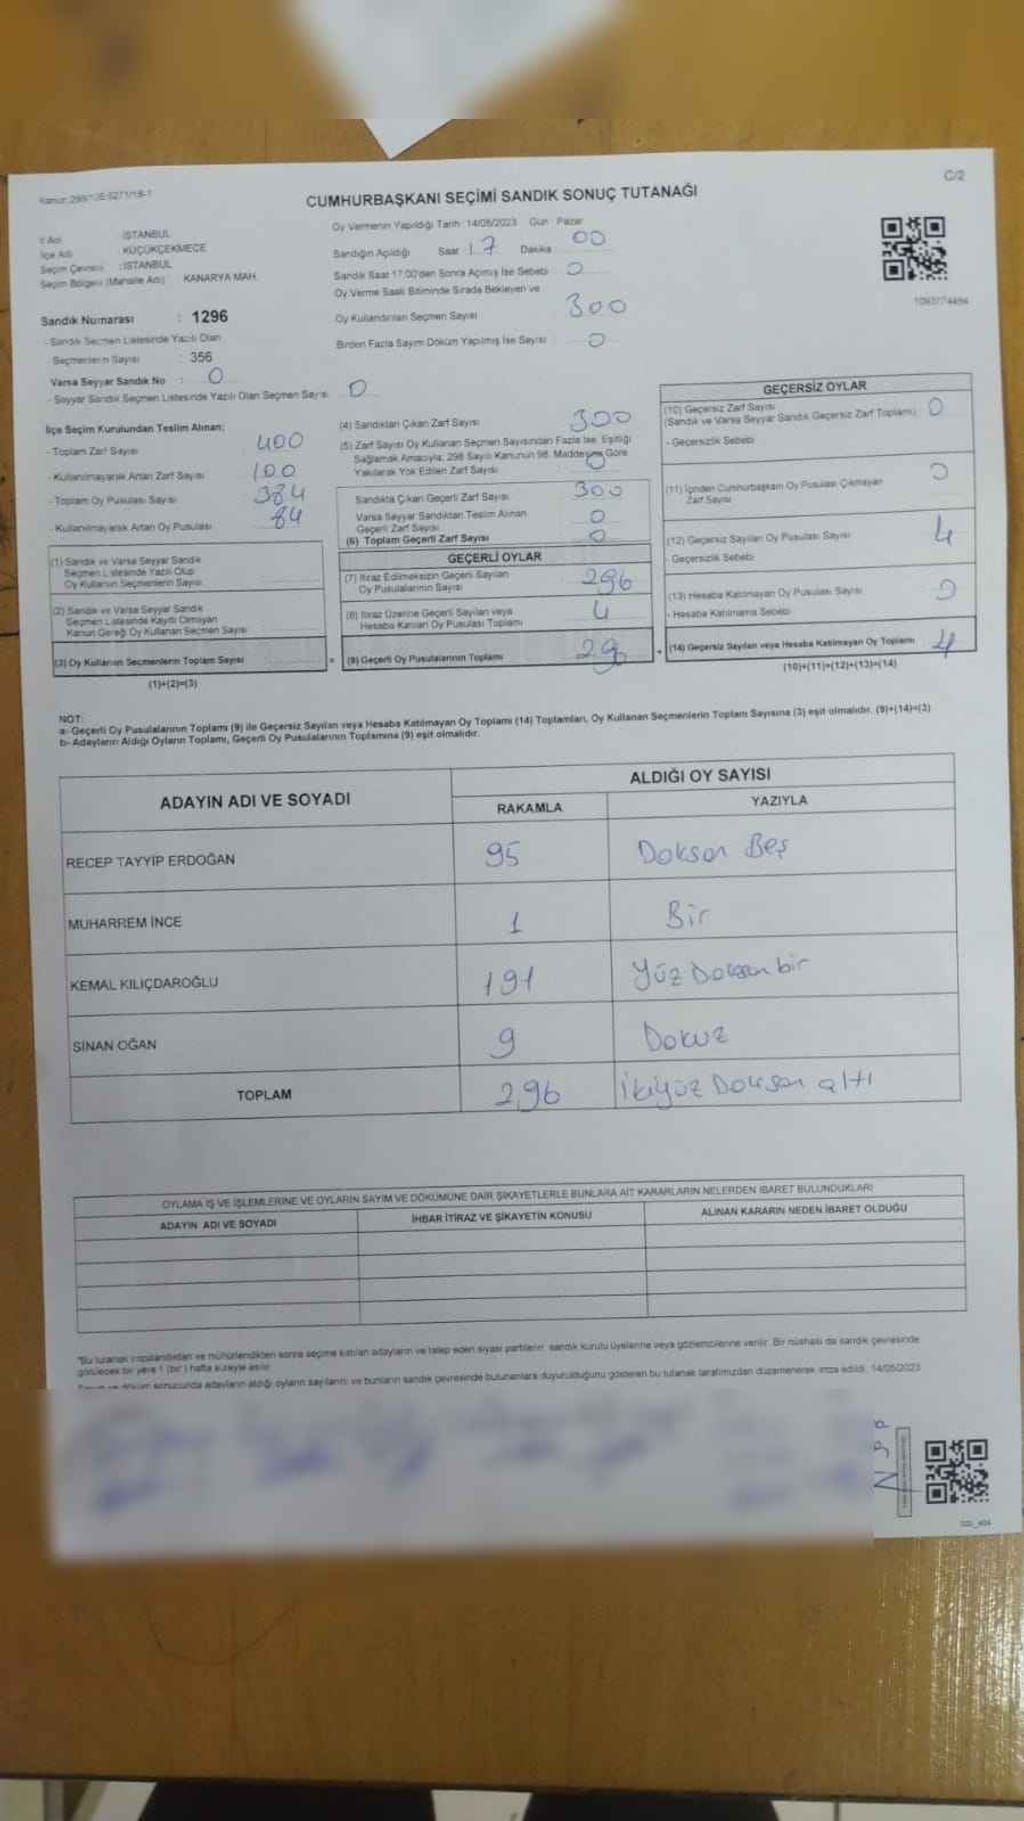 C/2
CUMHURBAŞKANI SEÇİMİ SANDIK SONUÇ TUTANAĞI
İl Adı : İSTANBUL
İlçe Adı : KÜÇÜKÇEKMECE
Seçim Çevresi : İSTANBUL
Seçim Bölgesi (Mahalle Adı) : KANARYA MAH.
Oy Vermenin Yapıldığı Tarih: 14/05/2023 Gün: Pazar
Sandığın Açıldığı Saat 17 Dakika 00
Sandık Saat 17:00'den Sonra Açılmış İse Sebebi 0
Oy Verme Saati Bitiminde Sırada Bekleyen ve
Oy Kullandırılan Seçmen Sayısı 300
Birden Fazla Sayım Döküm Yapılmış İse Sayısı 0
Sandık Numarası : 1296
- Sandık Seçmen Listesinde Yazılı Olan
Seçmenlerin Sayısı : 356
Varsa Seyyar Sandık No : 0
- Seyyar Sandık Seçmen Listesinde Yazılı Olan Seçmen Sayısı 0
İlçe Seçim Kurulundan Teslim Alınan:
- Toplam Zarf Sayısı 400
- Kullanılmayarak Artan Zarf Sayısı 100
- Toplam Oy Pusulası Sayısı 384
- Kullanılmayarak Artan Oy Pusulası 84
(1) Sandık ve Varsa Seyyar Sandık
Seçmen Listesinde Yazılı Olup
Oy Kullanan Seçmenlerin Sayısı
(2) Sandık ve Varsa Seyyar Sandık
Seçmen Listesinde Kayıtlı Olmayan
Kanun Gereği Oy Kullanan Seçmen Sayısı
(3) Oy Kullanan Seçmenlerin Toplam Sayısı
(1)+(2)=(3)
(4) Sandıktan Çıkan Zarf Sayısı 300
(5) Zarf Sayısı Oy Kullanan Seçmen Sayısından Fazla İse, Eşitliği
Sağlamak Amacıyla; 298 Sayılı Kanunun 98. Maddesine Göre
Yakılarak Yok Edilen Zarf Sayısı 0
Sandıkta Çıkan Geçerli Zarf Sayısı 300
Varsa Seyyar Sandıktan Teslim Alınan
Geçerli Zarf Sayısı 0
(6) Toplam Geçerli Zarf Sayısı 0
GEÇERLİ OYLAR
(7) İtiraz Edilmeksizin Geçerli Sayılan
Oy Pusulalarının Sayısı 296
(8) İtiraz Üzerine Geçerli Sayılan veya
Hesaba Katılan Oy Pusulası Toplamı 4
(9) Geçerli Oy Pusulalarının Toplamı
GEÇERSİZ OYLAR
(10) Geçersiz Zarf Sayısı
(Sandık ve Varsa Seyyar Sandık Geçersiz Zarf Toplamı) 0
- Geçersizlik Sebebi
(11) İçinden Cumhurbaşkanı Oy Pusulası Çıkmayan
Zarf Sayısı 0
(12) Geçersiz Sayılan Oy Pusulası Sayısı 4
- Geçersizlik Sebebi
(13) Hesaba Katılmayan Oy Pusulası Sayısı 0
- Hesaba Katılmama Sebebi
(14) Geçersiz Sayılan veya Hesaba Katılmayan Oy Toplamı 4
(10)+(11)+(12)+(13)=(14)
NOT:
a- Geçerli Oy Pusulalarının Toplamı (9) ile Geçersiz Sayılan veya Hesaba Katılmayan Oy Toplamı (14) Toplamları, Oy Kullanan Seçmenlerin Toplam Sayısına (3) eşit olmalıdır. (9)+(14)=(3)
b- Adayların Aldığı Oyların Toplamı, Geçerli Oy Pusulalarının Toplamına (9) eşit olmalıdır.
ADAYIN ADI VE SOYADI
ALDIĞI OY SAYISI
RAKAMLA YAZIYLA
RECEP TAYYİP ERDOĞAN 95 Doksan Beş
MUHARREM İNCE 1 Bir
KEMAL KILIÇDAROĞLU 191 Yüz Doksan bir
SİNAN OĞAN 9 Dokuz
TOPLAM 296 İkiyüz Doksan altı
OYLAMA İŞ VE İŞLEMLERİNE VE OYLARIN SAYIM VE DÖKÜMÜNE DAİR ŞİKAYETLERLE BUNLARA AİT KARARLARIN NELERDEN İBARET BULUNDUKLARI
ADAYIN ADI VE SOYADI İHBAR İTİRAZ VE ŞİKAYETİN KONUSU ALINAN KARARIN NEDEN İBARET OLDUĞU
"Bu tutanak imzalandıktan ve mühürlendikten sonra seçime katılan adayların ve talep eden siyasi partilerin sandık kurulu üyelerine veya gözlemcilerine verilir. Bir nüshası da sandık çevresinde
görülecek bir yere 1 (bir) hafta süreyle asılır.
Sayım ve döküm sonucunda adayların aldığı oyların sayılarını ve bunların sandık çevresinde bulunanlara duyurulduğunu gösteren bu tutanak tarafımızdan düzenlenerek imza edildi. 14/05/2023